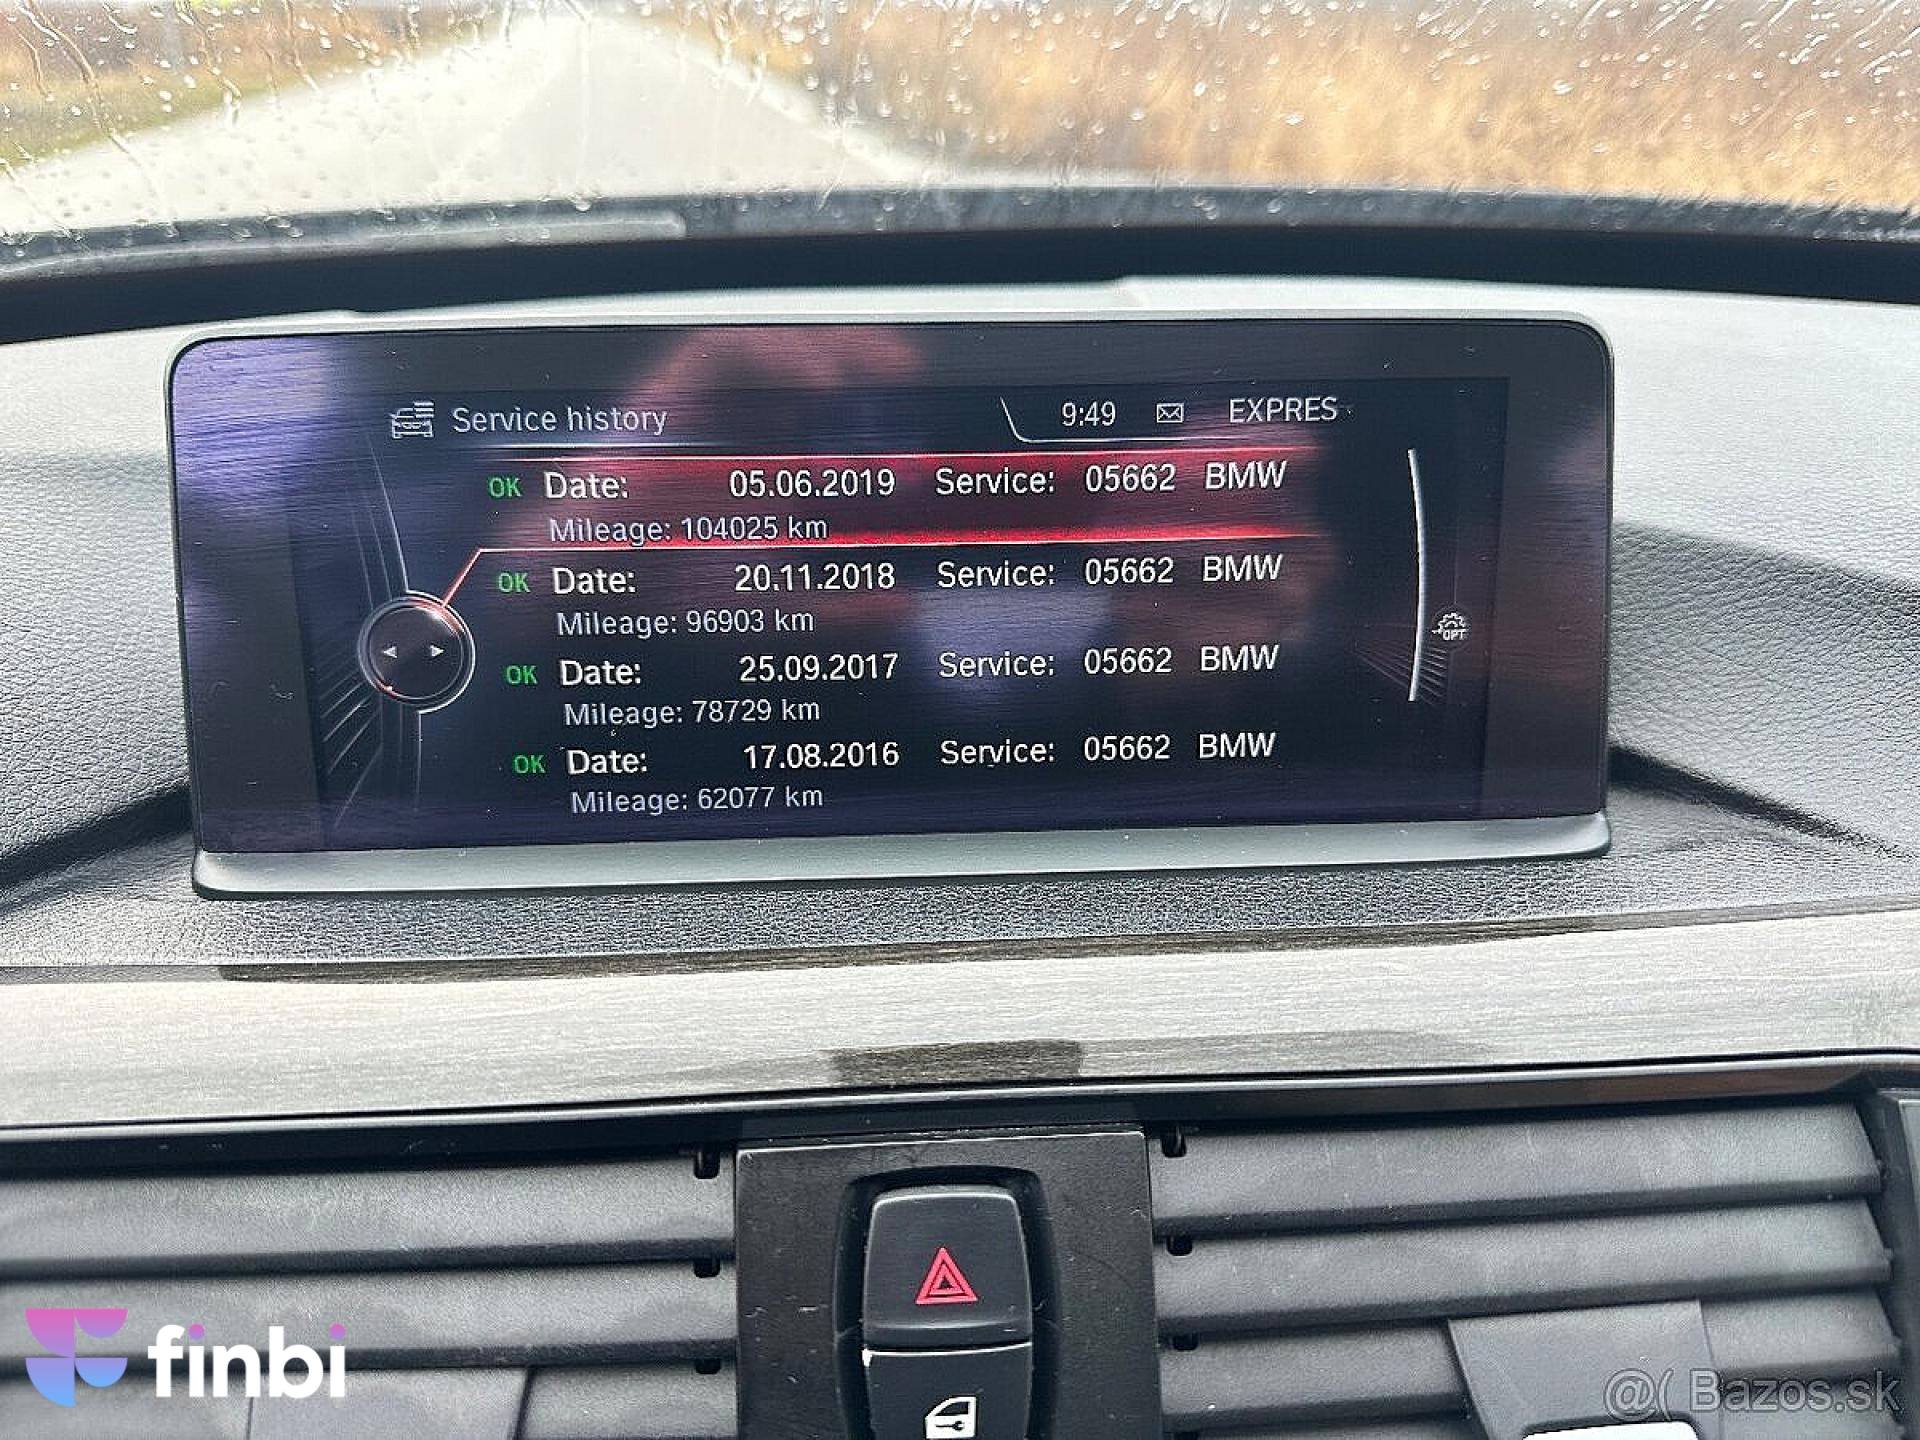 Service history 9:49 EXPRES
OK Date: 05.06.2019 Service: 05662 BMW
Mileage: 104025 km
OK Date: 20.11.2018 Service: 05662 BMW
Mileage: 96903 km
OK Date: 25.09.2017 Service: 05662 BMW
Mileage: 78729 km
OPT
OK Date: 17.08.2016 Service: 05662 BMW
Mileage: 62077 km
finbi
@( Bazos.sk